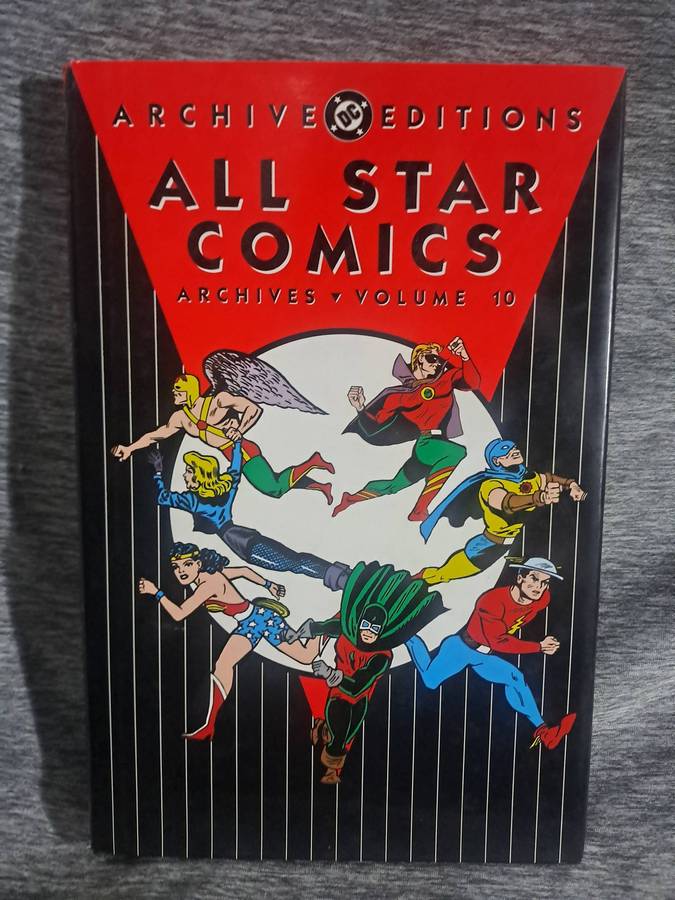 ARCHIVE DC EDITIONS
ALL STAR
COMICS
ARCHIVES ▼ VOLUME 10